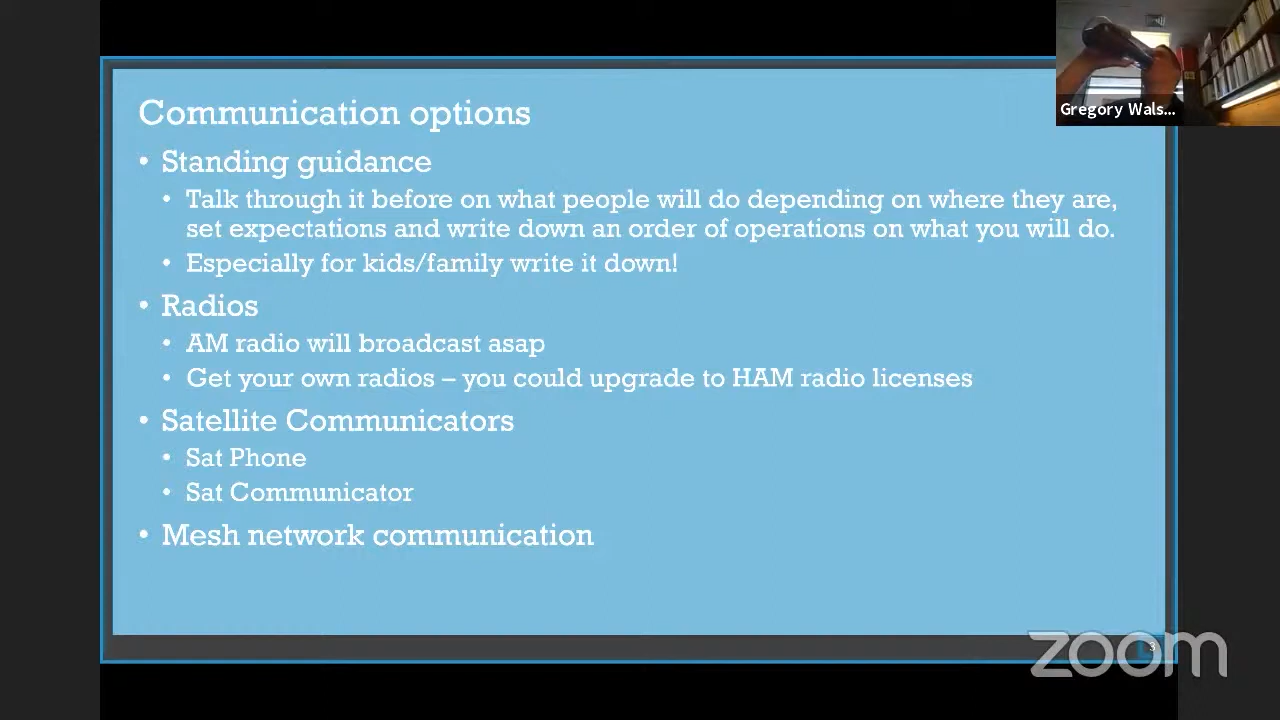 Communication options
• Standing guidance
• Talk through it before on what people will do depending on where they are,
set expectations and write down an order of operations on what you will do.
• Especially for kids/family write it down!
• Radios
• AM radio will broadcast asap
• Get your own radios – you could upgrade to HAM radio licenses
• Satellite Communicators
• Sat Phone
• Sat Communicator
• Mesh network communication
Gregory Wals...
3
zoom